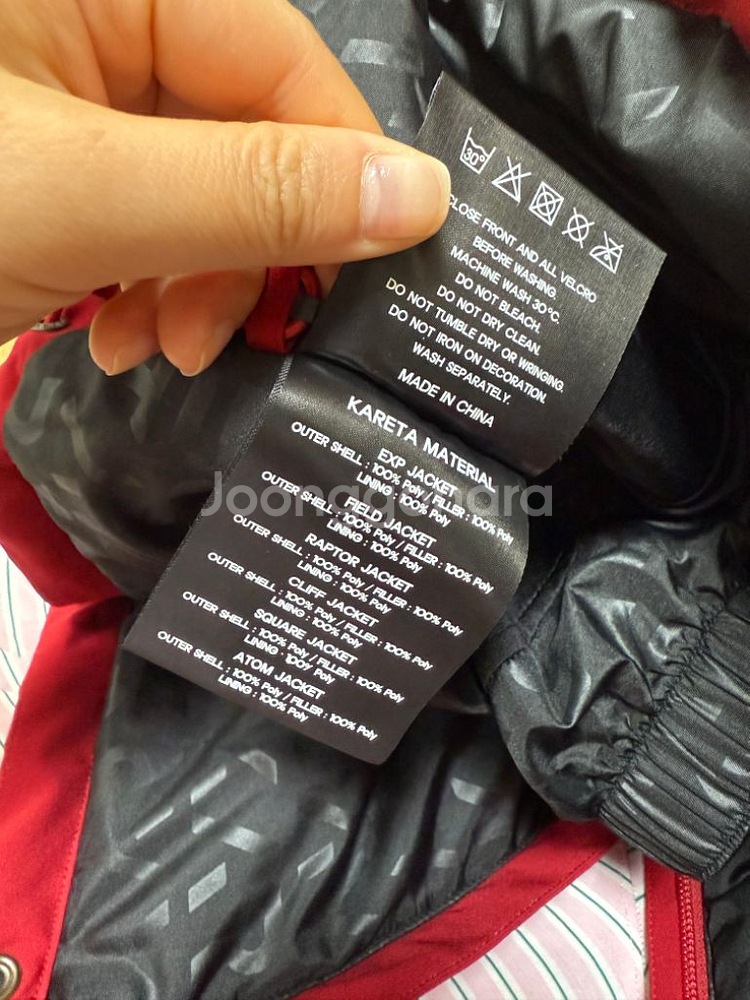 30°
CLOSE FRONT AND ALL VELCRO
BEFORE WASHING.
MACHINE WASH 30°C.
DO NOT BLEACH.
DO NOT DRY CLEAN.
DO NOT TUMBLE DRY OR WRINGING.
DO NOT IRON ON DECORATION.
WASH SEPARATELY.
MADE IN CHINA
KARETA MATERIAL
EXP JACKET
OUTER SHELL : 100% Poly / FILLER : 100% Poly
LINING : 100% Poly
FIELD JACKET
OUTER SHELL : 100% Poly / FILLER : 100% Poly
LINING : 100% Poly
RAPTOR JACKET
OUTER SHELL : 100% Poly / FILLER : 100% Poly
LINING : 100% Poly
CLIFF JACKET
OUTER SHELL : 100% Poly / FILLER : 100% Poly
LINING : 100% Poly
SQUARE JACKET
OUTER SHELL : 100% Poly / FILLER : 100% Poly
LINING : 100% Poly
ATOM JACKET
OUTER SHELL : 100% Poly / FILLER : 100% Poly
LINING : 100% Poly
Joonggonara